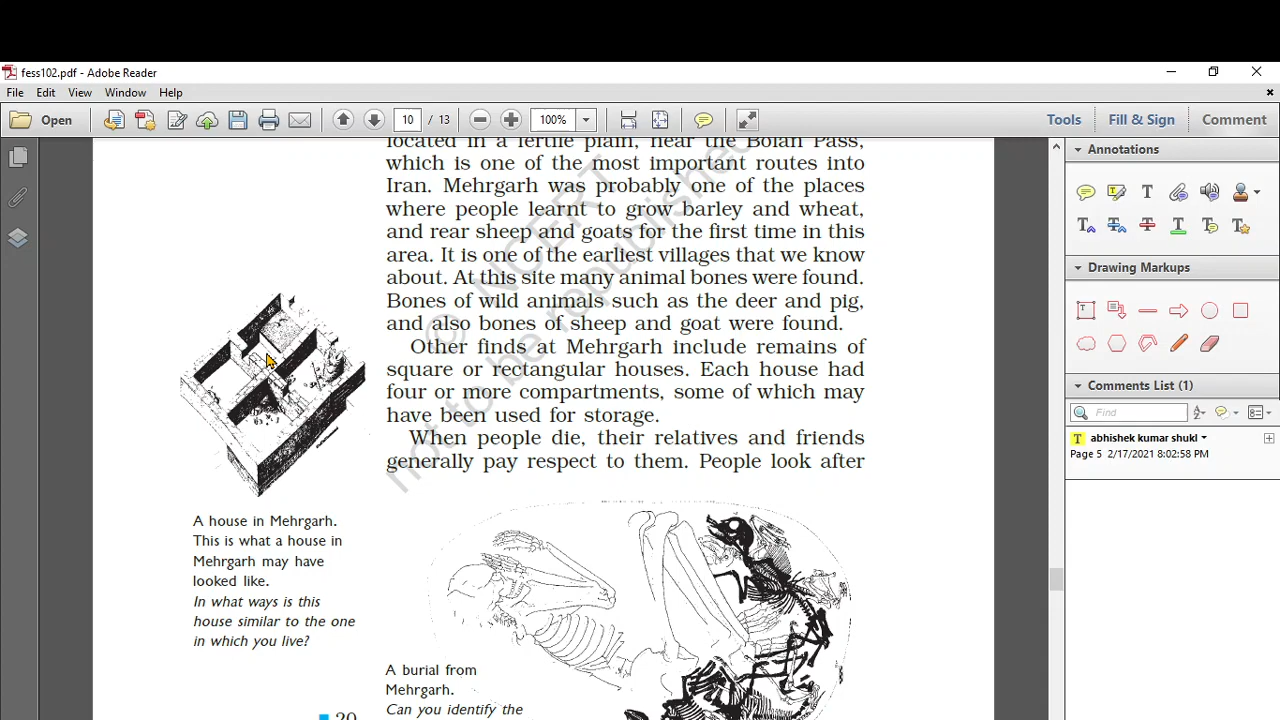 fess102.pdf - Adobe Reader
File Edit View Window Help
Open 10 / 13 100% Tools Fill & Sign Comment
located in a fertile plain, near the Bolan Pass,
which is one of the most important routes into
Iran. Mehrgarh was probably one of the places
where people learnt to grow barley and wheat,
and rear sheep and goats for the first time in this
area. It is one of the earliest villages that we know
about. At this site many animal bones were found.
Bones of wild animals such as the deer and pig,
and also bones of sheep and goat were found.
Other finds at Mehrgarh include remains of
square or rectangular houses. Each house had
four or more compartments, some of which may
have been used for storage.
When people die, their relatives and friends
generally pay respect to them. People look after
© NCERT
not to be republished
A house in Mehrgarh.
This is what a house in
Mehrgarh may have
looked like.
In what ways is this
house similar to the one
in which you live?
A burial from
Mehrgarh.
Can you identify the
20
Annotations
Drawing Markups
Comments List (1)
Find
abhishek kumar shukl
Page 5 2/17/2021 8:02:58 PM